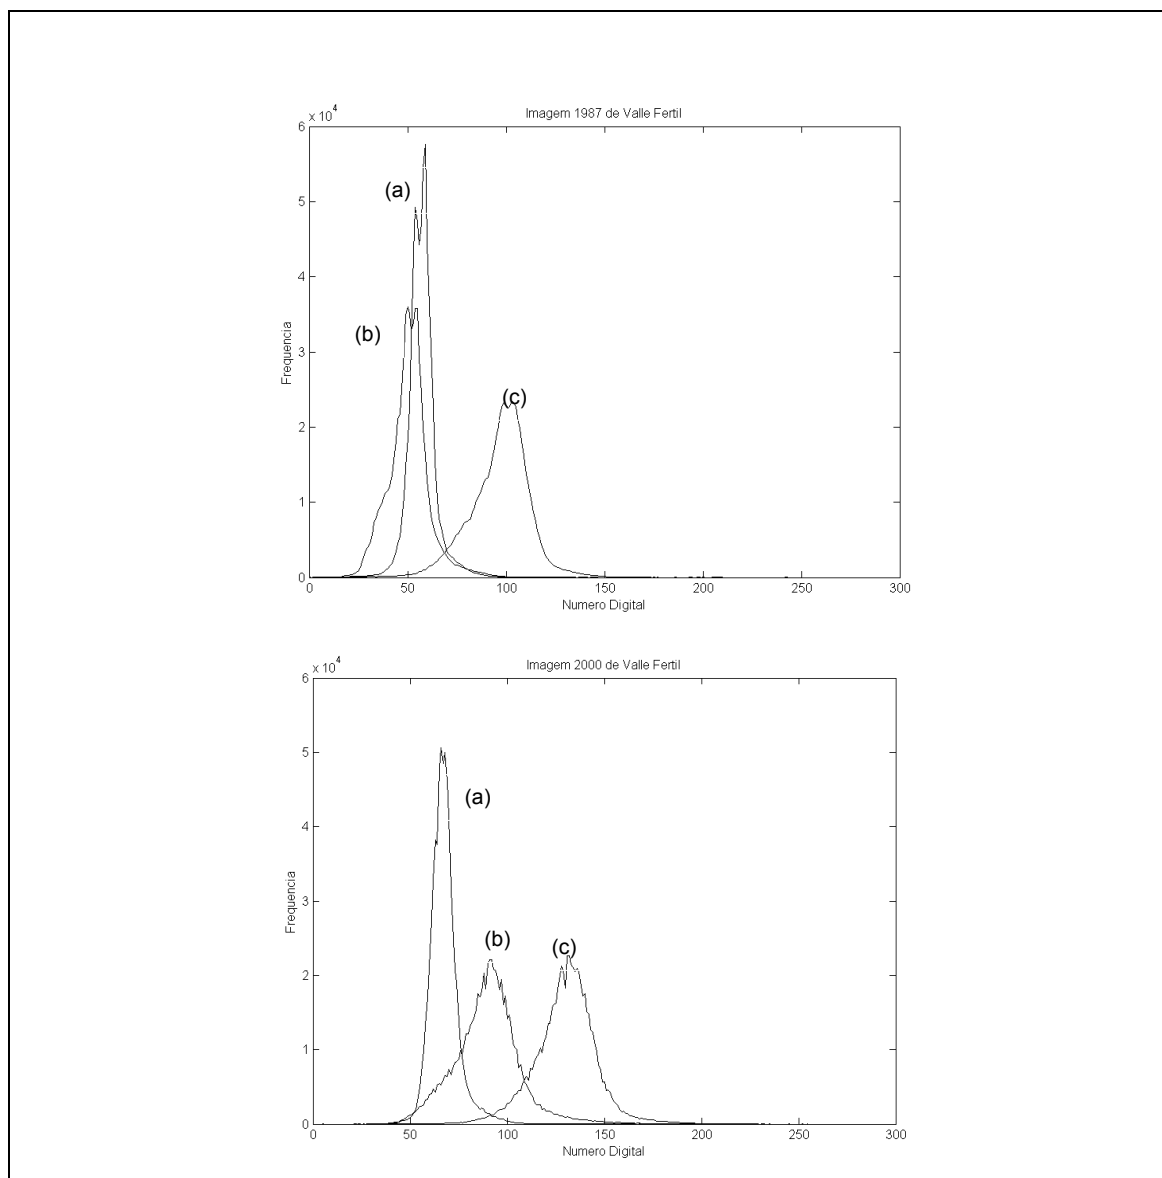 Imagem 1987 de Valle Fertil
x 10^4
6
5
4
3
2
1
0
Frequencia
(a)
(b)
(c)
0 50 100 150 200 250 300
Numero Digital
Imagem 2000 de Valle Fertil
x 10^4
6
5
4
3
2
1
0
Frequencia
(a)
(b)
(c)
0 50 100 150 200 250 300
Numero Digital